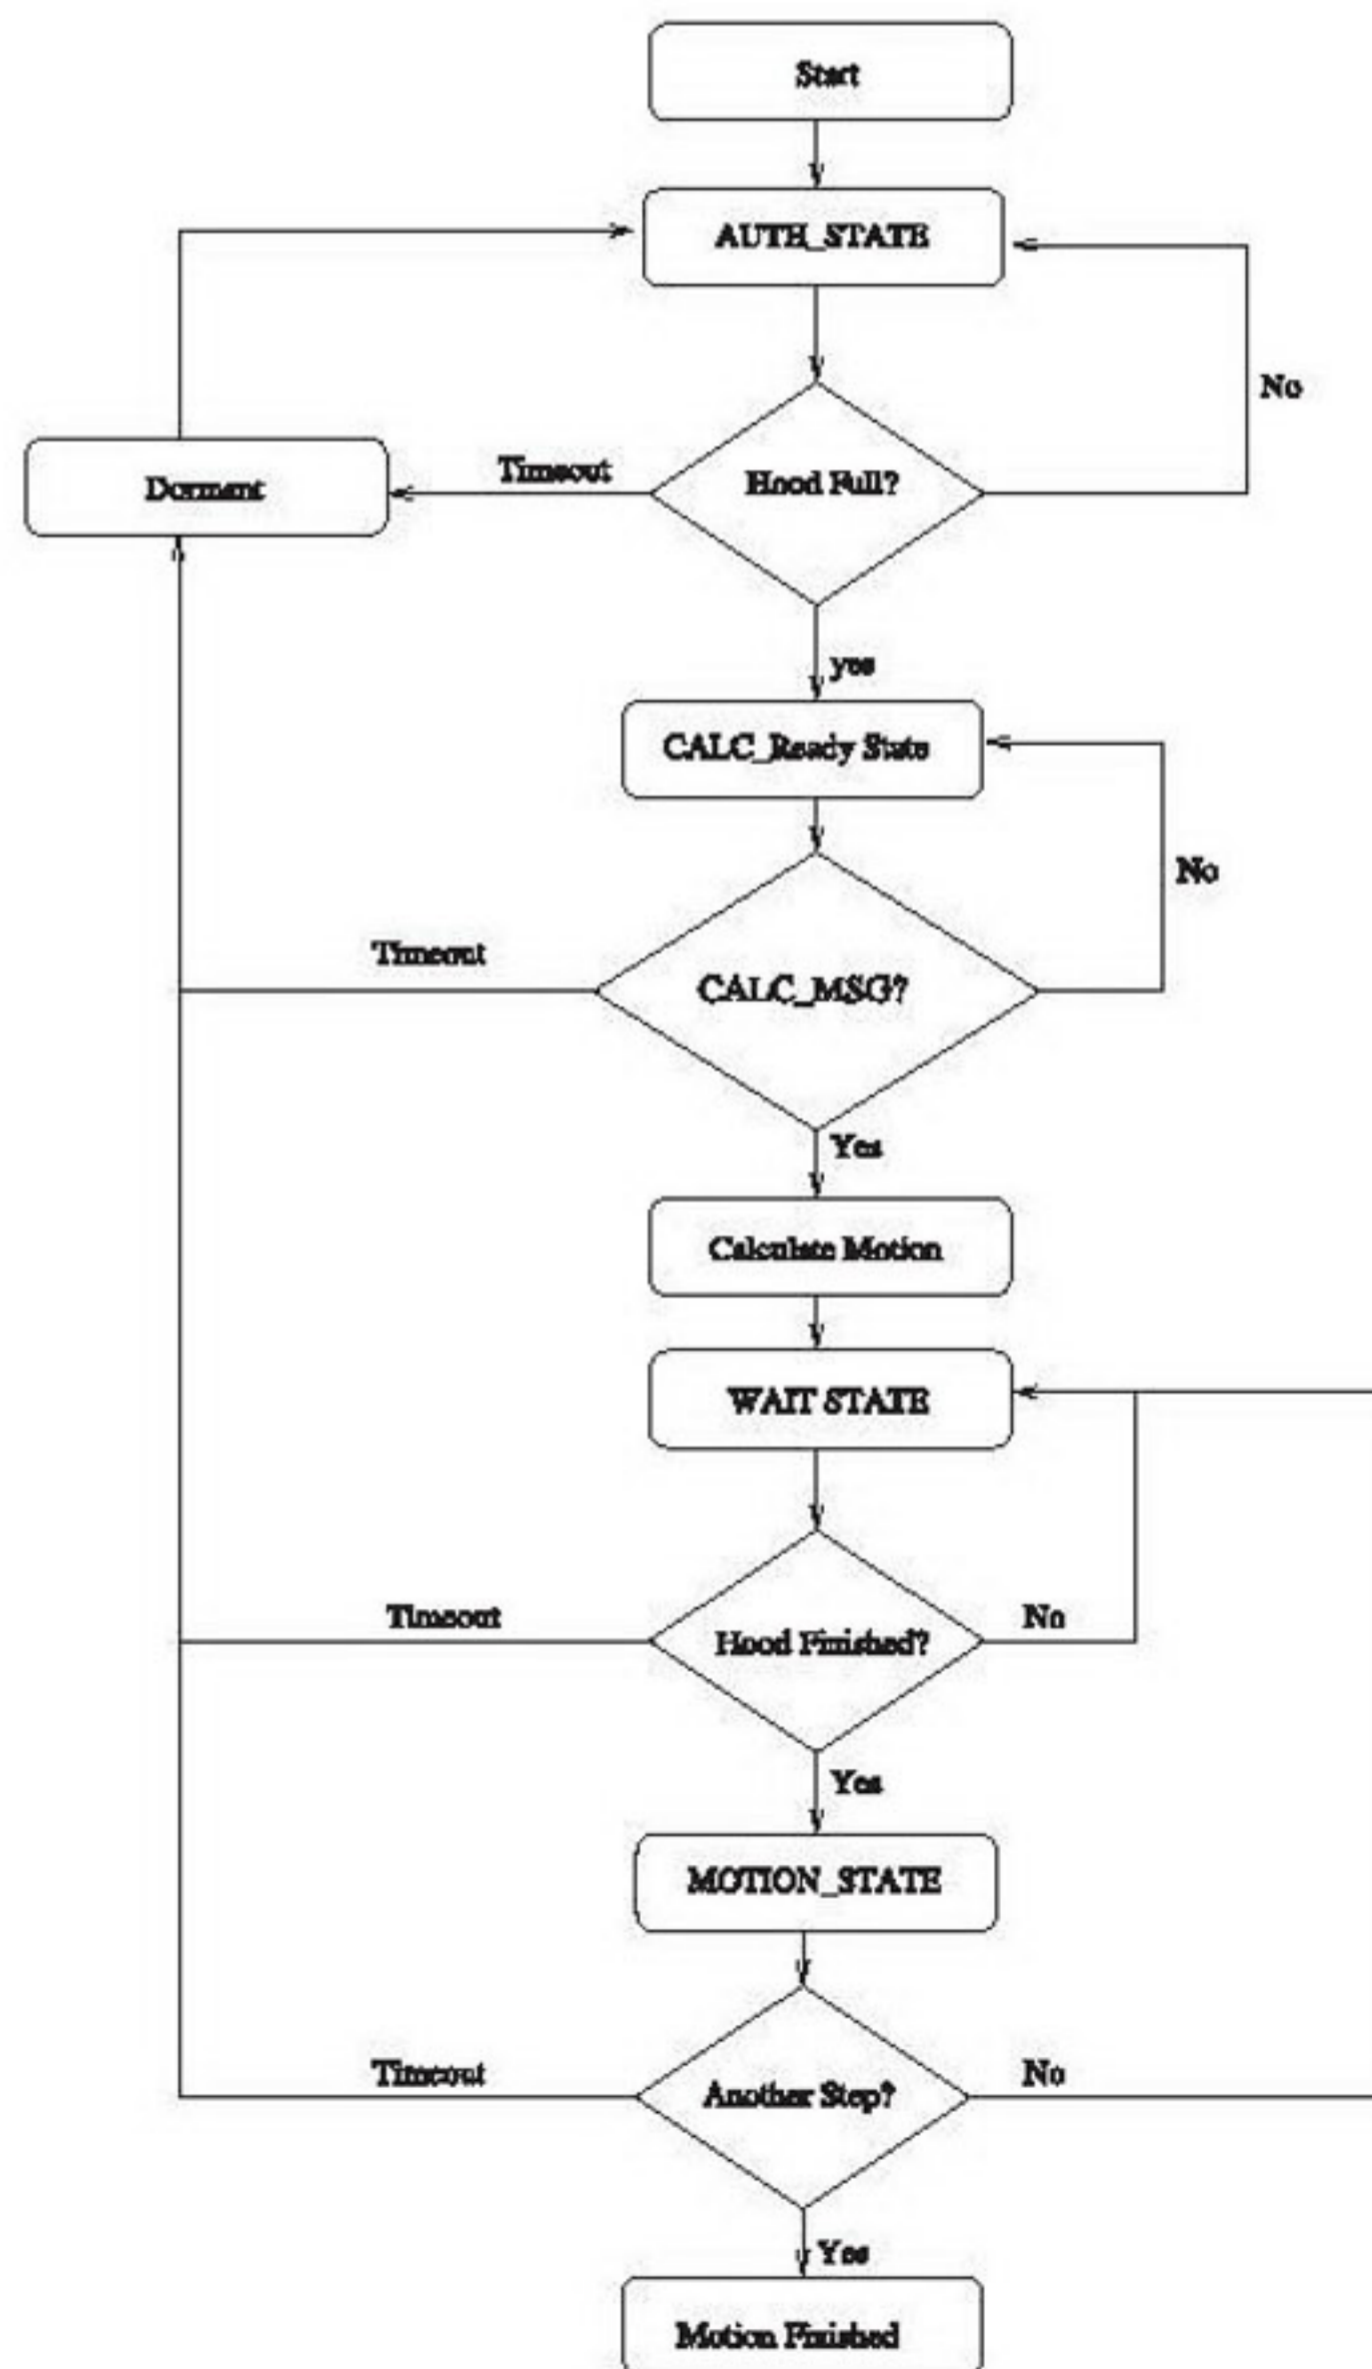 Start
AUTH_STATE
No
Timeout
Hood Full?
Dormant
yes
CALC_Ready State
No
Timeout
CALC_MSG?
Yes
Calculate Motion
WAIT STATE
Timeout
No
Hood Finished?
Yes
MOTION_STATE
Timeout
No
Another Step?
Yes
Motion Finished